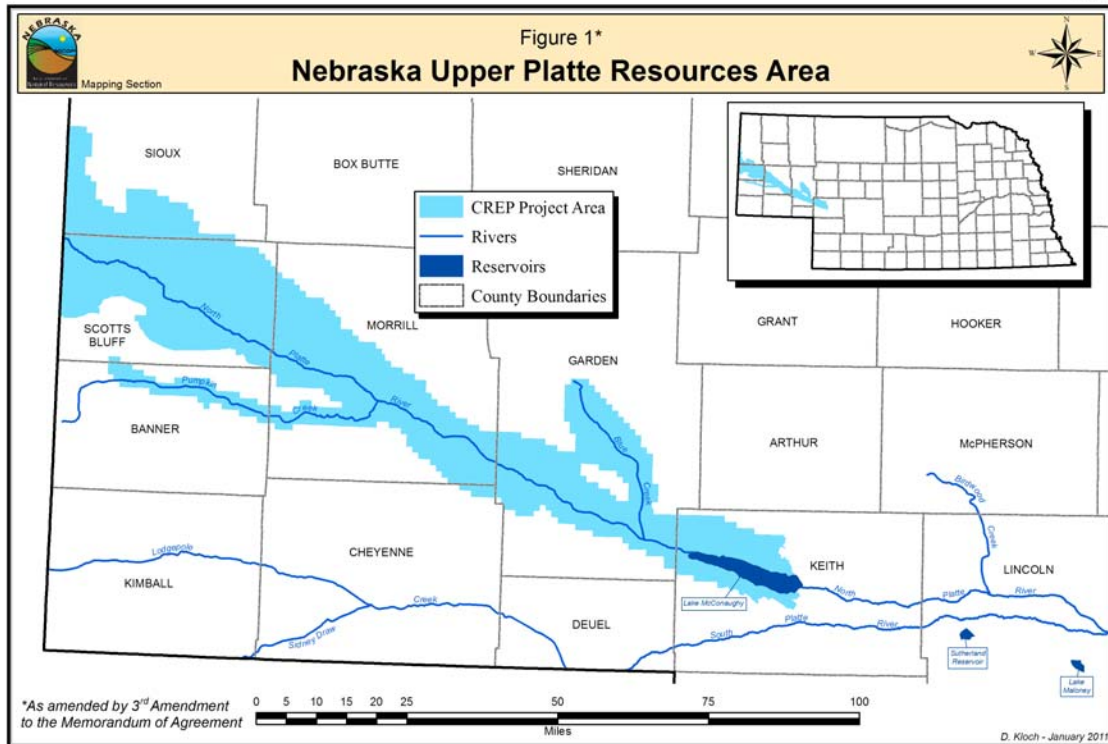 NEBRASKA
Natural Resources
Mapping Section
Figure 1*
Nebraska Upper Platte Resources Area
N
W
E
S
SIOUX
BOX BUTTE
SHERIDAN
CREP Project Area
Rivers
Reservoirs
County Boundaries
GRANT
HOOKER
North
Platte
River
MORRILL
SCOTTS
BLUFF
GARDEN
Pumpkin
Creek
BANNER
Blue
Creek
ARTHUR
McPHERSON
Birdwood
Creek
Lodgepole
Creek
CHEYENNE
KIMBALL
Sidney Draw
DEUEL
KEITH
LINCOLN
Lake McConaughy
North
Platte
River
South
Platte
River
Sutherland
Reservoir
Lake
Maloney
*As amended by 3rd Amendment
to the Memorandum of Agreement
0 5 10 15 20 25 50 75 100
Miles
D. Kloch - January 2011